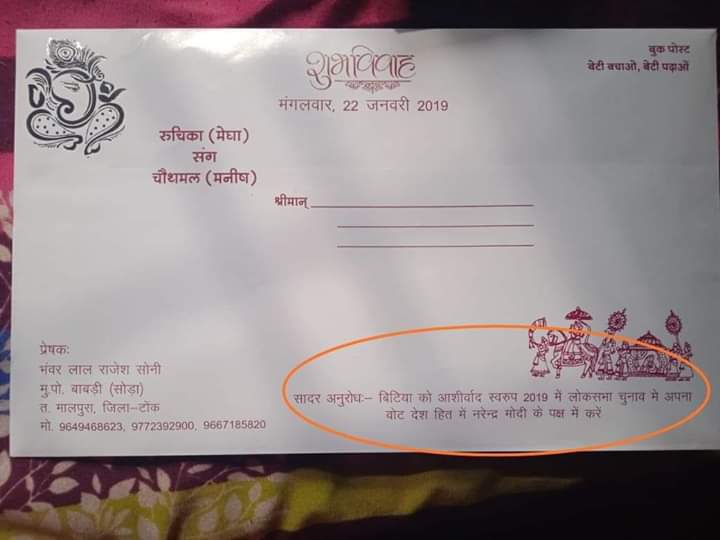 शुभविवाह
मंगलवार, 22 जनवरी 2019
बुक पोस्ट
बेटी बचाओ, बेटी पढ़ाओं
रुचिका (मेघा)
संग
चौथमल (मनीष)
श्रीमान्
प्रेषकः
भंवर लाल राजेश सोनी
मु.पो. बाबड़ी (सोड़ा)
त. मालपुरा, जिला–टोंक
मो. 9649468623, 9772392900, 9667185820
सादर अनुरोधः– बिटिया को आशीर्वाद स्वरुप 2019 में लोकसभा चुनाव मे अपना
वोट देश हित में नरेन्द्र मोदी के पक्ष में करें